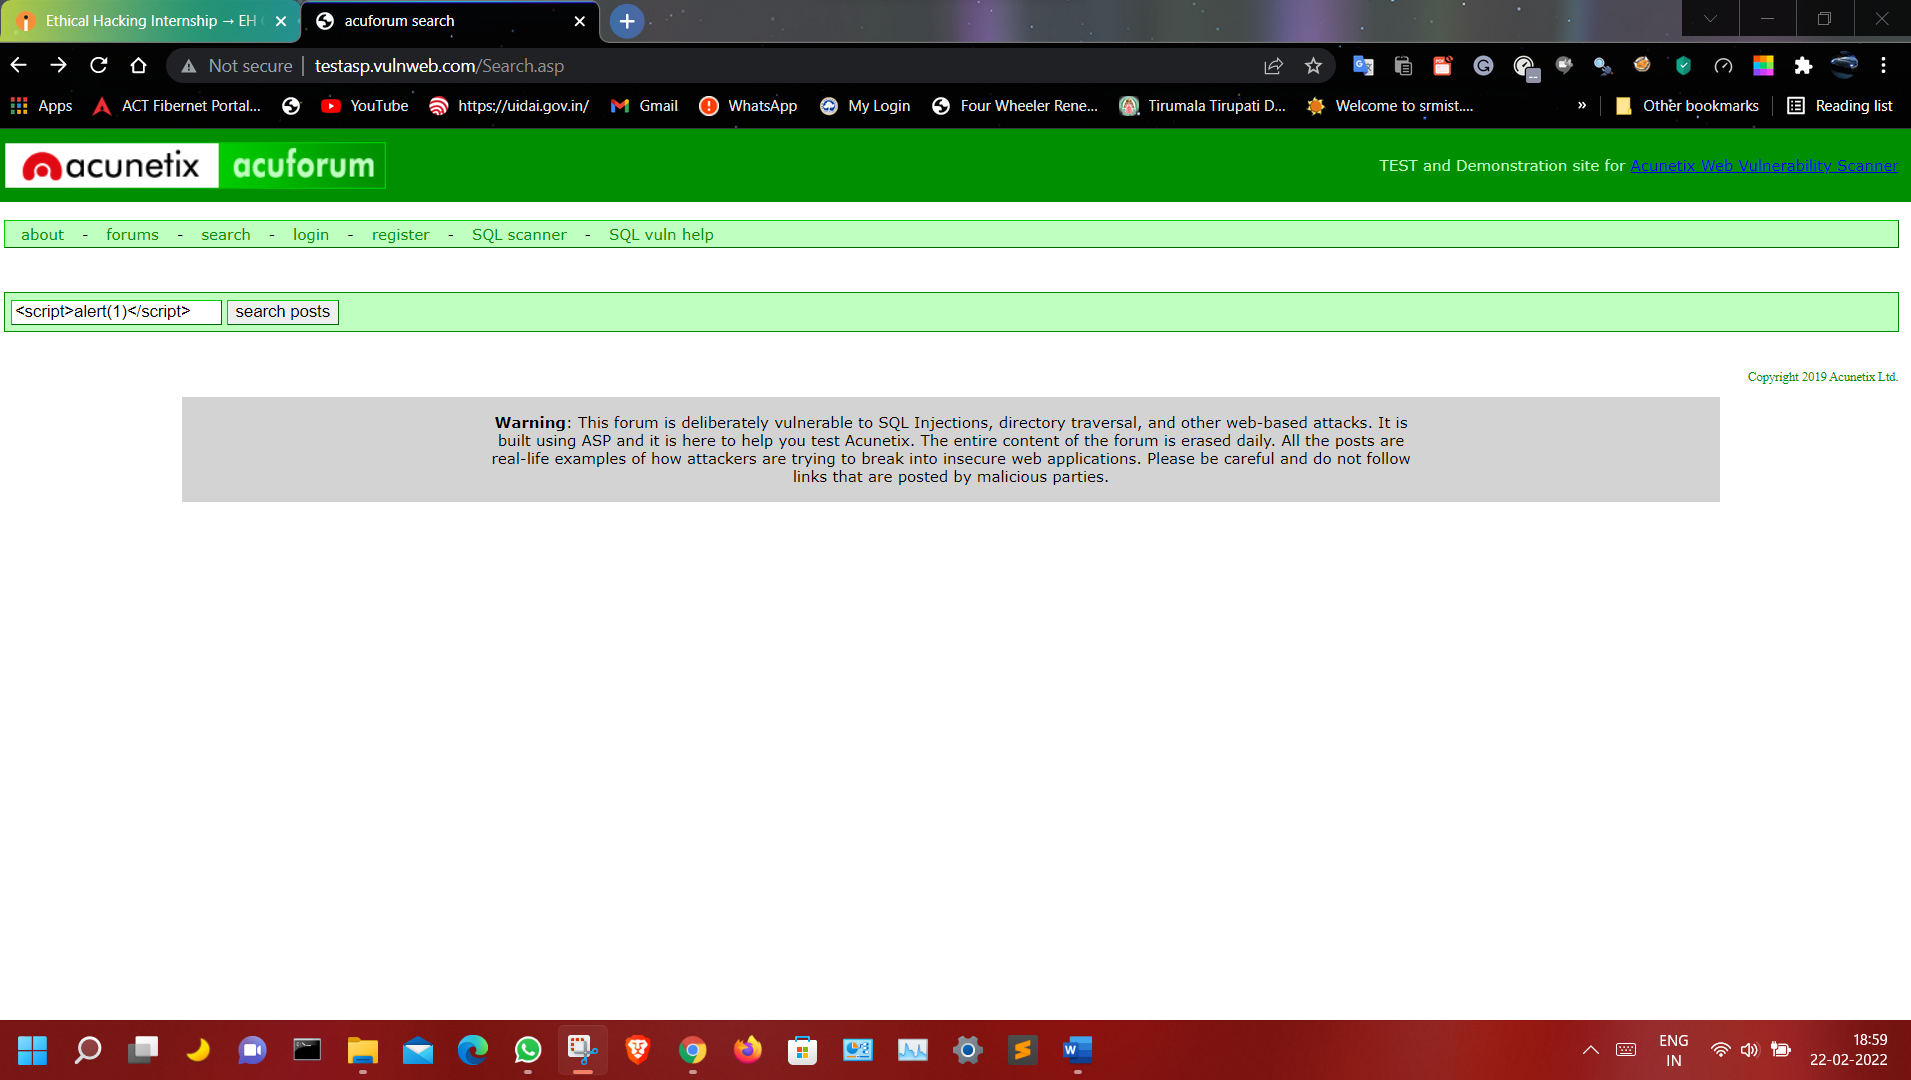 Ethical Hacking Internship → EH
acuforum search
Not secure | testasp.vulnweb.com/Search.asp
Apps ACT Fibernet Portal... YouTube https://uidai.gov.in/ Gmail WhatsApp My Login Four Wheeler Rene... Tirumala Tirupati D... Welcome to srmist.... » Other bookmarks Reading list
acunetix acuforum
TEST and Demonstration site for Acunetix Web Vulnerability Scanner
about - forums - search - login - register - SQL scanner - SQL vuln help
<script>alert(1)</script> search posts
Copyright 2019 Acunetix Ltd.
Warning: This forum is deliberately vulnerable to SQL Injections, directory traversal, and other web-based attacks. It is
built using ASP and it is here to help you test Acunetix. The entire content of the forum is erased daily. All the posts are
real-life examples of how attackers are trying to break into insecure web applications. Please be careful and do not follow
links that are posted by malicious parties.
ENG
IN
18:59
22-02-2022